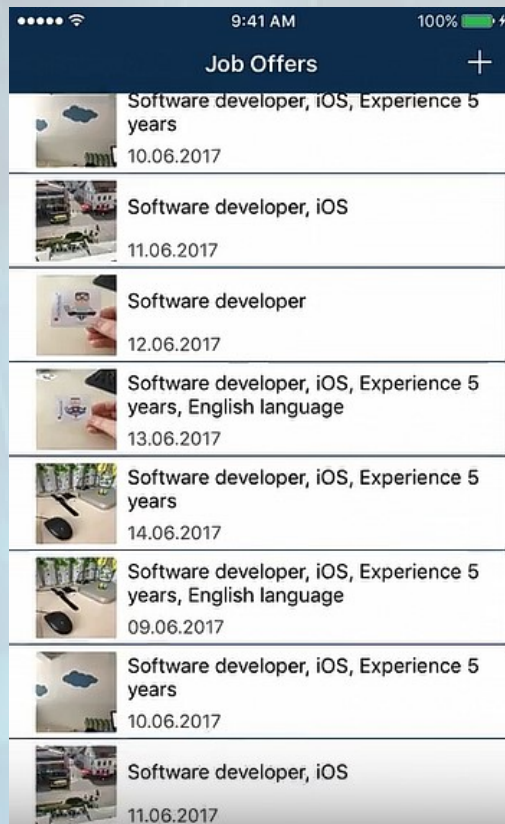 9:41 AM
100%
Job Offers
Software developer, iOS, Experience 5
years
10.06.2017
Software developer, iOS
11.06.2017
Software developer
12.06.2017
Software developer, iOS, Experience 5
years, English language
13.06.2017
Software developer, iOS, Experience 5
years
14.06.2017
Software developer, iOS, Experience 5
years, English language
09.06.2017
Software developer, iOS, Experience 5
years
10.06.2017
Software developer, iOS
11.06.2017